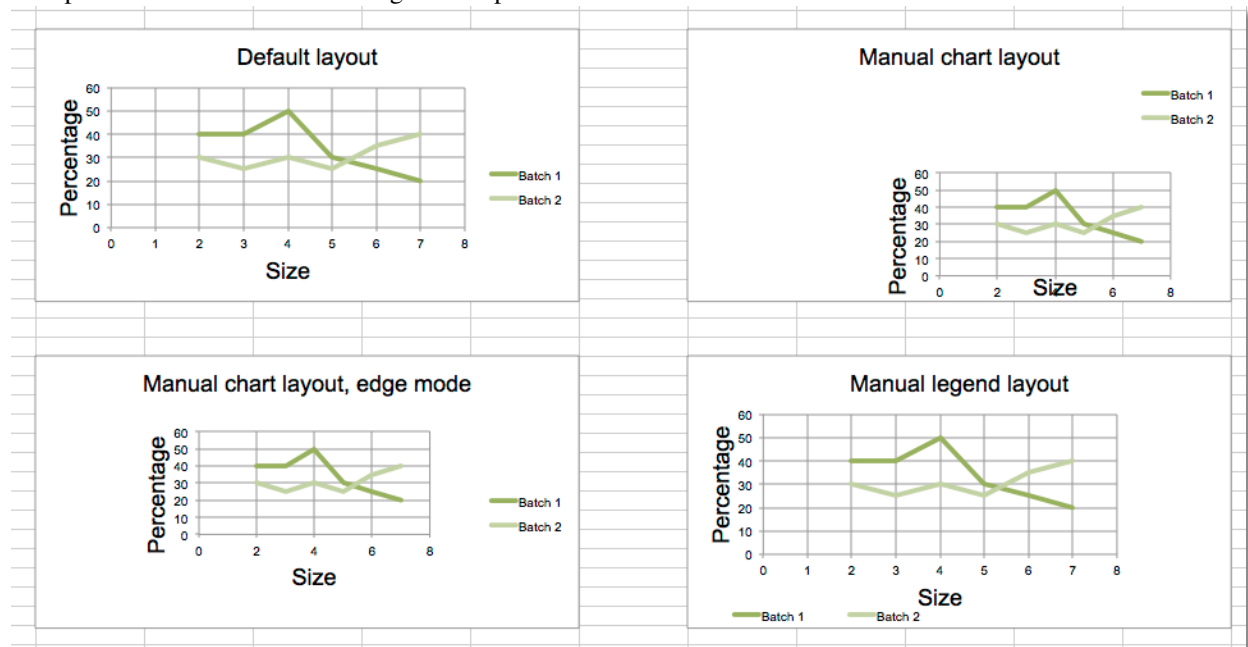 Default layout
60
50
40
30
20
10
0
Percentage
0 1 2 3 4 5 6 7 8
Size
Batch 1
Batch 2
Manual chart layout
Batch 1
Batch 2
60
50
40
30
20
10
0
Percentage
0 2 4 6 8
Size
Manual chart layout, edge mode
60
50
40
30
20
10
0
Percentage
0 2 4 6 8
Size
Batch 1
Batch 2
Manual legend layout
60
50
40
30
20
10
0
Percentage
0 1 2 3 4 5 6 7 8
Size
Batch 1 Batch 2